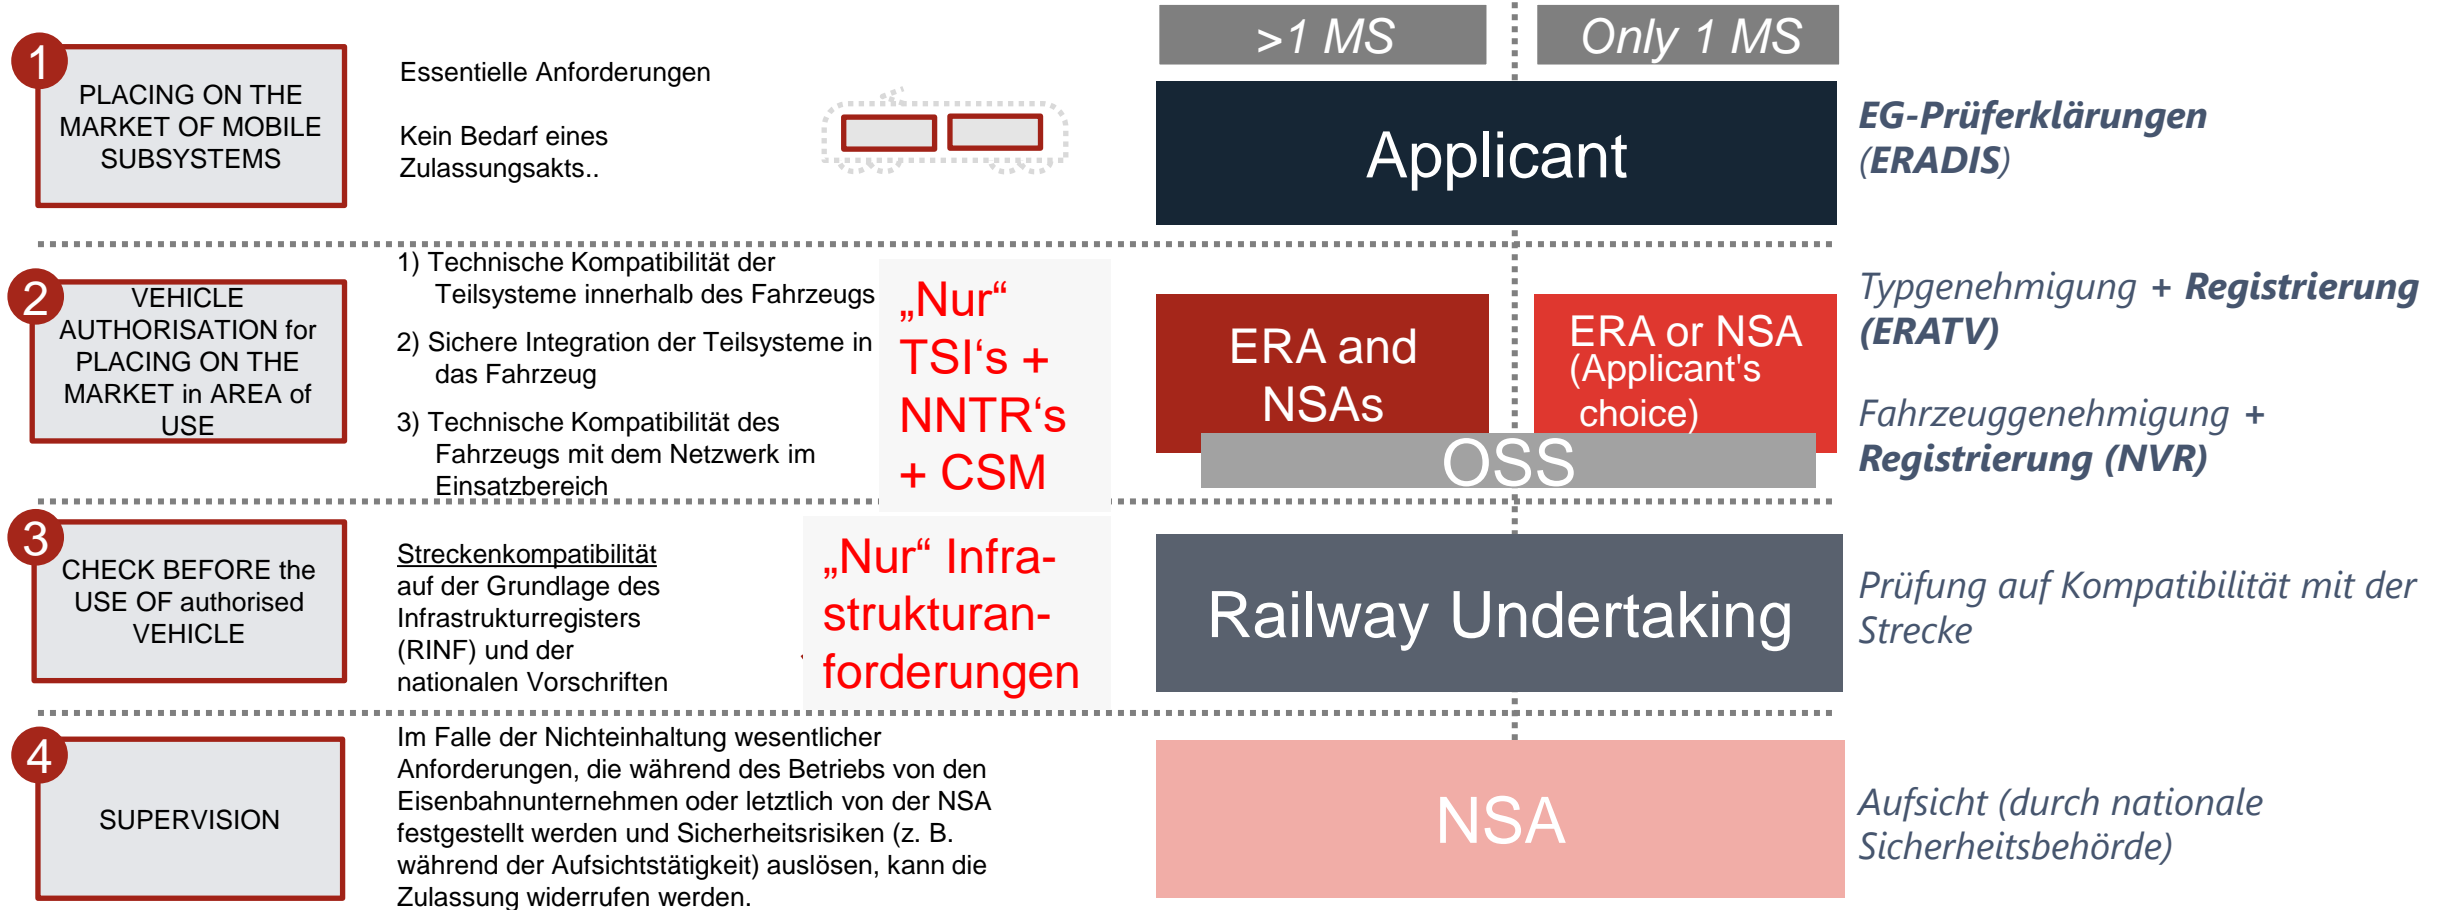 >1 MS
Only 1 MS
1
PLACING ON THE
MARKET OF MOBILE
SUBSYSTEMS
Essentielle Anforderungen
Kein Bedarf eines
Zulassungsakts..
Applicant
EG-Prüferklärungen
(ERADIS)
2
VEHICLE
AUTHORISATION for
PLACING ON THE
MARKET in AREA of
USE
1) Technische Kompatibilität der
Teilsysteme innerhalb des Fahrzeugs
2) Sichere Integration der Teilsysteme in
das Fahrzeug
3) Technische Kompatibilität des
Fahrzeugs mit dem Netzwerk im
Einsatzbereich
„Nur“
TSI‘s +
NNTR‘s
+ CSM
ERA and
NSAs
ERA or NSA
(Applicant's
choice)
OSS
Typgenehmigung + Registrierung
(ERATV)
Fahrzeuggenehmigung +
Registrierung (NVR)
3
CHECK BEFORE the
USE OF authorised
VEHICLE
Streckenkompatibilität
auf der Grundlage des
Infrastrukturregisters
(RINF) und der
nationalen Vorschriften
„Nur“ Infra-
strukturan-
forderungen
Railway Undertaking
Prüfung auf Kompatibilität mit der
Strecke
4
SUPERVISION
Im Falle der Nichteinhaltung wesentlicher
Anforderungen, die während des Betriebs von den
Eisenbahnunternehmen oder letztlich von der NSA
festgestellt werden und Sicherheitsrisiken (z. B.
während der Aufsichtstätigkeit) auslösen, kann die
Zulassung widerrufen werden.
NSA
Aufsicht (durch nationale
Sicherheitsbehörde)